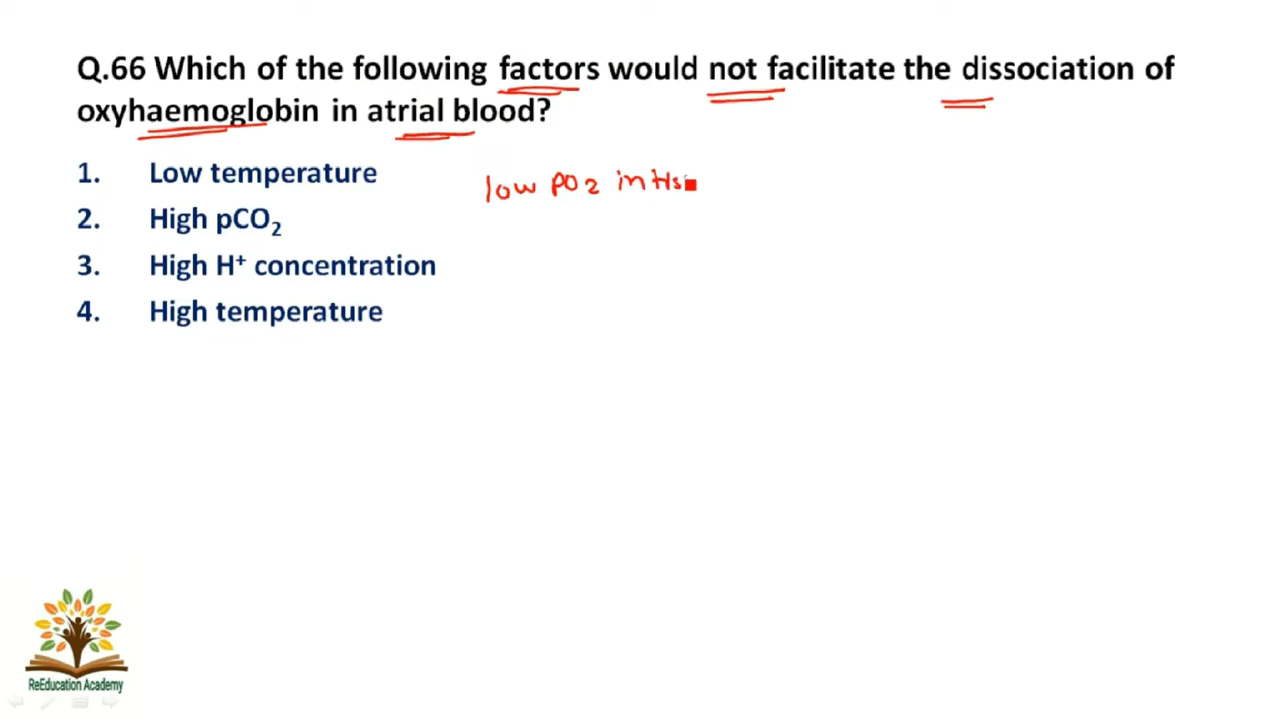 Q.66 Which of the following factors would not facilitate the dissociation of
oxyhaemoglobin in atrial blood?
1. Low temperature
low PO2 in tis
2. High pCO₂
3. High H⁺ concentration
4. High temperature
ReEducation Academy